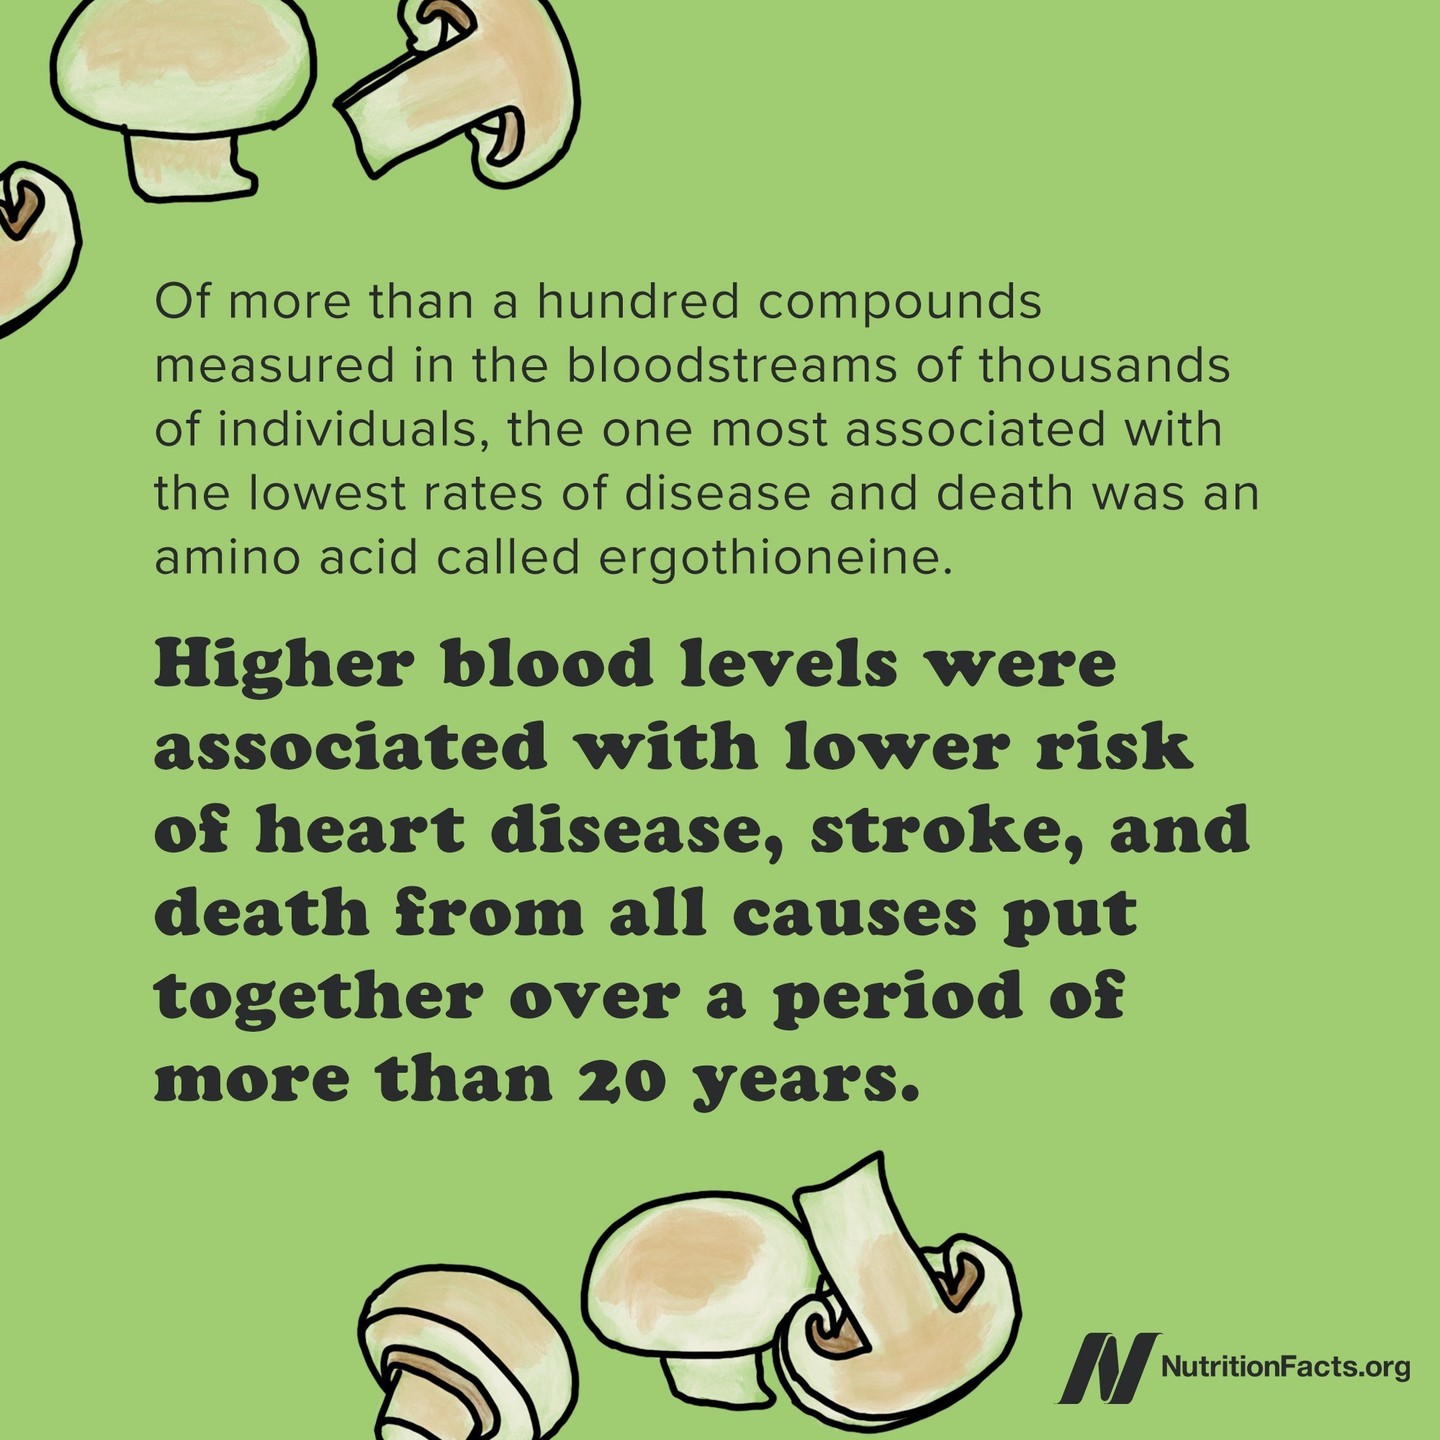 Of more than a hundred compounds
measured in the bloodstreams of thousands
of individuals, the one most associated with
the lowest rates of disease and death was an
amino acid called ergothioneine.
Higher blood levels were
associated with lower risk
of heart disease, stroke, and
death from all causes put
together over a period of
more than 20 years.
NutritionFacts.org